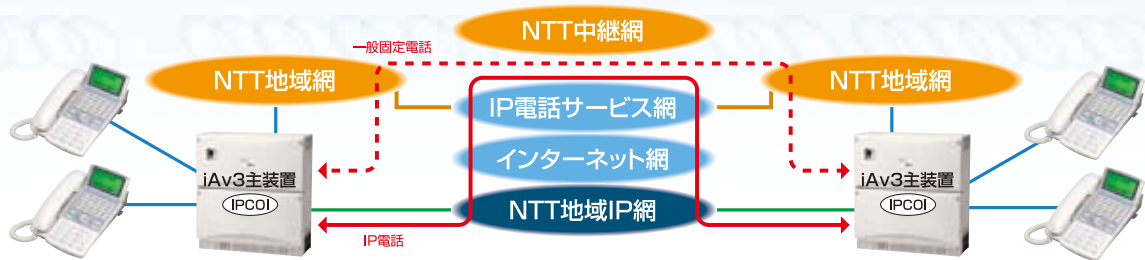 NTT中継網
一般固定電話
NTT地域網
NTT地域網
IP電話サービス網
インターネット網
iAv3主装置
IPCOI
iAv3主装置
IPCOI
NTT地域IP網
IP電話